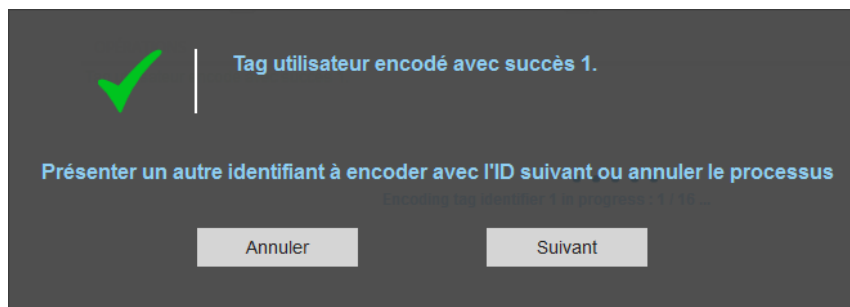 Tag utilisateur encodé avec succès 1.
Présenter un autre identifiant à encoder avec l'ID suivant ou annuler le processus
Encoding tag identifier 1 in progress : 1 / 16 ...
Annuler
Suivant